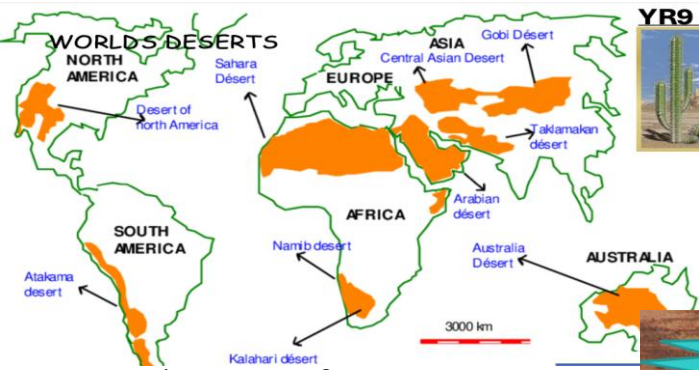 YR9
WORLDS DESERTS
NORTH
AMERICA
Sahara
Désert
EUROPE
ASIA
Central Asian Desert
Gobi Désert
Desert of
north America
Taklamakan
désert
Arabian
désert
AFRICA
SOUTH
AMERICA
Namib desert
Australia
Désert
AUSTRALIA
Atakama
desert
3000 km
Kalahari désert